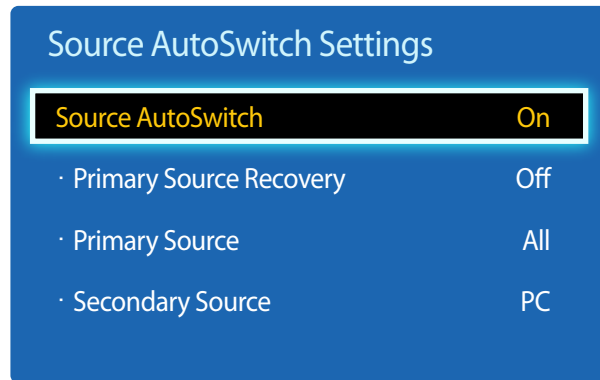 Source AutoSwitch Settings
Source AutoSwitch On
· Primary Source Recovery Off
· Primary Source All
· Secondary Source PC